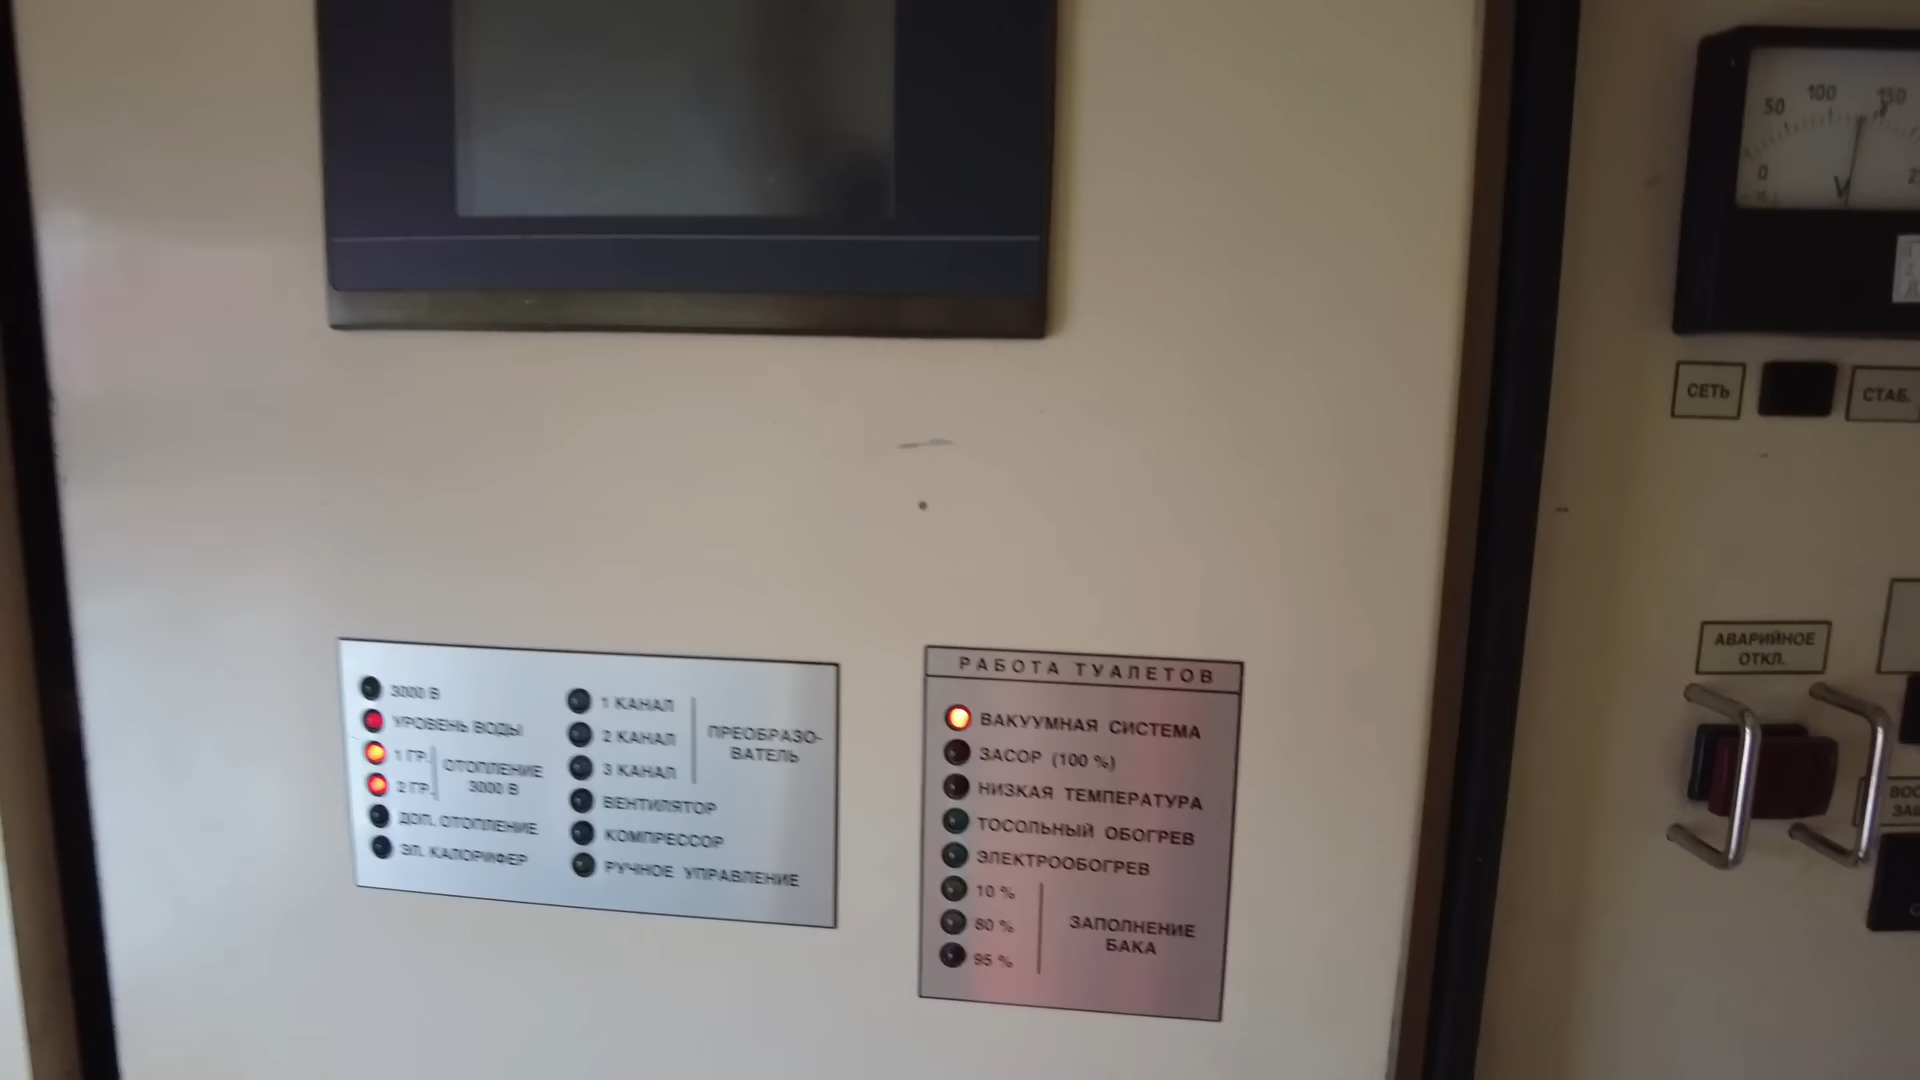 50
100
150
0
V
СЕТЬ
СТАБ.
АВАРИЙНОЕ
ОТКЛ.
3000 В
УРОВЕНЬ ВОДЫ
1 ГР.
2 ГР.
ОТОПЛЕНИЕ
3000 В
ДОП. ОТОПЛЕНИЕ
ЭЛ. КАЛОРИФЕР
1 КАНАЛ
2 КАНАЛ
3 КАНАЛ
ПРЕОБРАЗО-
ВАТЕЛЬ
ВЕНТИЛЯТОР
КОМПРЕССОР
РУЧНОЕ УПРАВЛЕНИЕ
РАБОТА ТУАЛЕТОВ
ВАКУУМНАЯ СИСТЕМА
ЗАСОР (100 %)
НИЗКАЯ ТЕМПЕРАТУРА
ТОСОЛЬНЫЙ ОБОГРЕВ
ЭЛЕКТРООБОГРЕВ
10 %
80 %
95 %
ЗАПОЛНЕНИЕ
БАКА